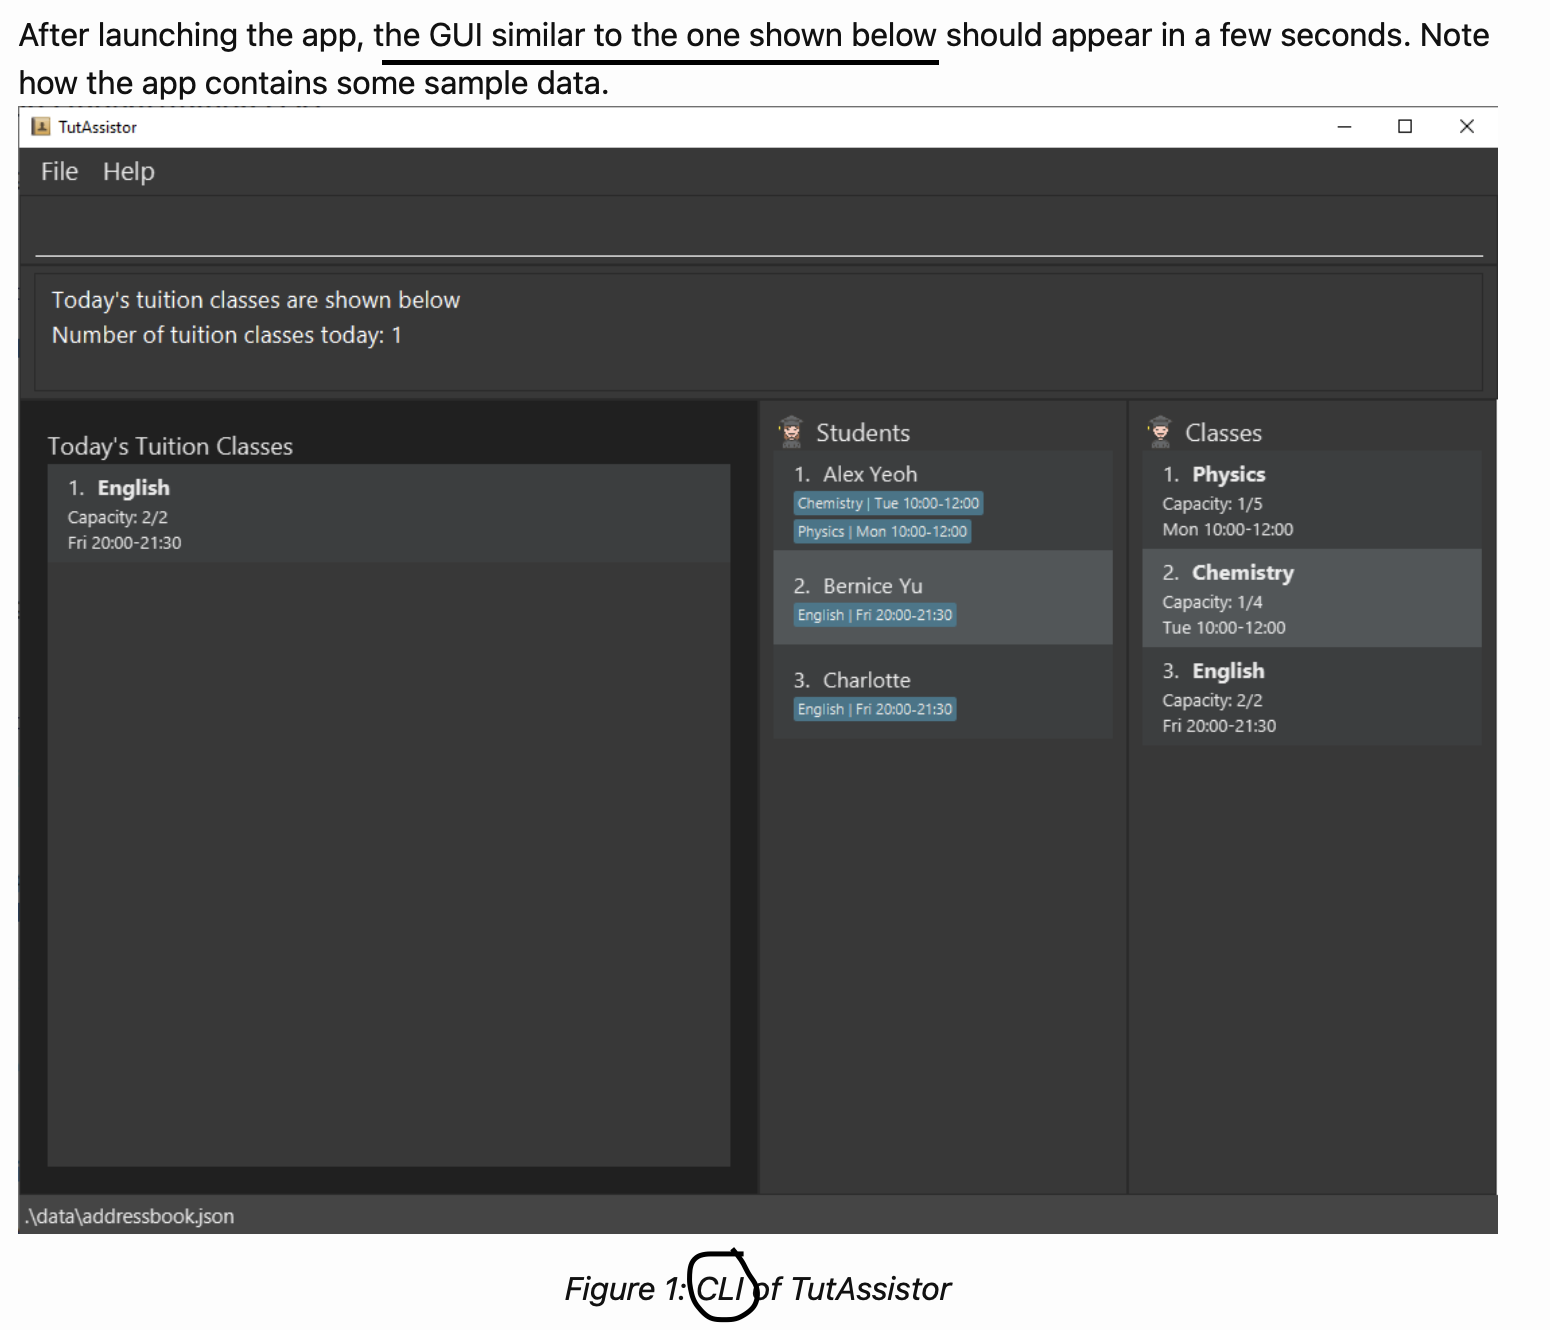 After launching the app, the GUI similar to the one shown below should appear in a few seconds. Note
how the app contains some sample data.
TutAssistor
File Help
Today's tuition classes are shown below
Number of tuition classes today: 1
Today's Tuition Classes
1. English
Capacity: 2/2
Fri 20:00-21:30
Students
1. Alex Yeoh
Chemistry | Tue 10:00-12:00
Physics | Mon 10:00-12:00
2. Bernice Yu
English | Fri 20:00-21:30
3. Charlotte
English | Fri 20:00-21:30
Classes
1. Physics
Capacity: 1/5
Mon 10:00-12:00
2. Chemistry
Capacity: 1/4
Tue 10:00-12:00
3. English
Capacity: 2/2
Fri 20:00-21:30
.\data\addressbook.json
Figure 1: CLI of TutAssistor